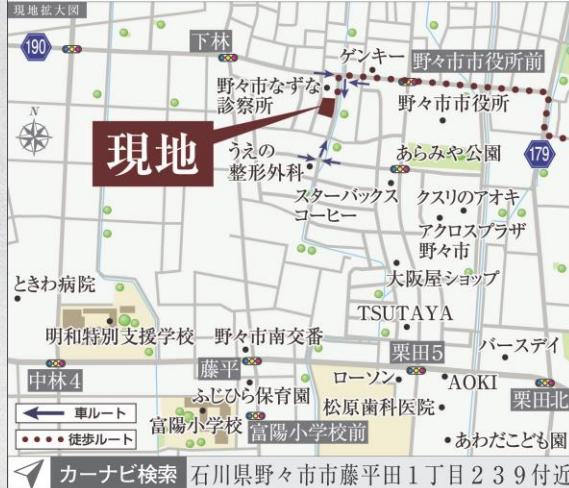 現地拡大図
190
下林
ゲンキー
野々市市役所前
野々市なずな
診察所
野々市市役所
N
現地
179
うえの
整形外科
あらみや公園
スターバックス
コーヒー
クスリのアオキ
アクロスプラザ
野々市
大阪屋ショップ
ときわ病院
TSUTAYA
明和特別支援学校
野々市南交番
栗田5
バースデイ
中林4
藤平
ローソン
AOKI
栗田北
ふじひら保育園
松原歯科医院
車ルート
富陽小学校
富陽小学校前
あわだこども園
徒歩ルート
カーナビ検索 石川県野々市市藤平田1丁目239付近